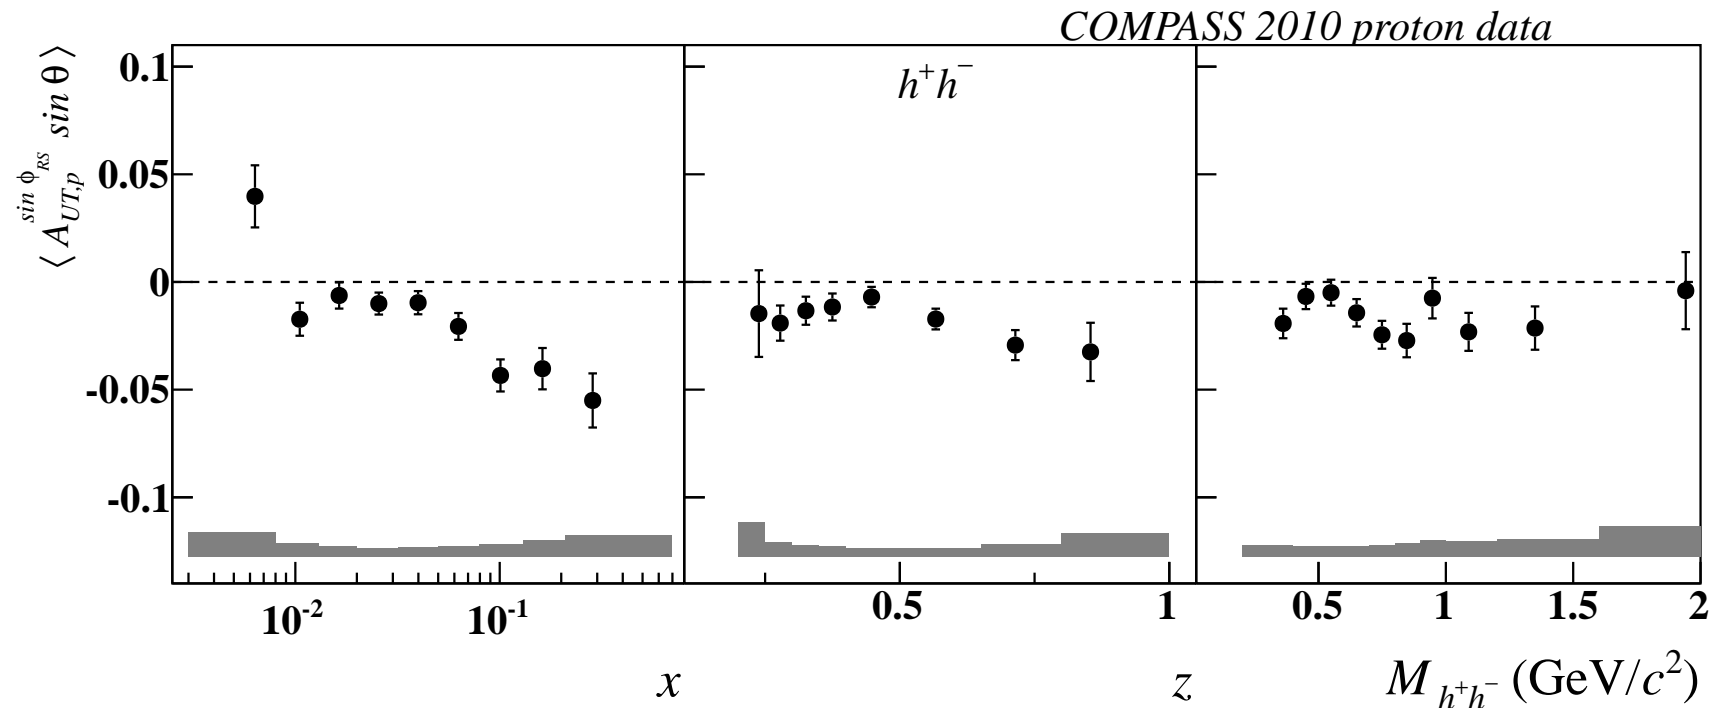 COMPASS 2010 proton data
⟨ A_{UT,p}^{sin ϕ_{RS}} sin θ ⟩
h⁺h⁻
0.1
0.05
0
-0.05
-0.1
10⁻² 10⁻¹ 0.5 1 0.5 1 1.5 2
x z M_{h⁺h⁻} (GeV/c²)